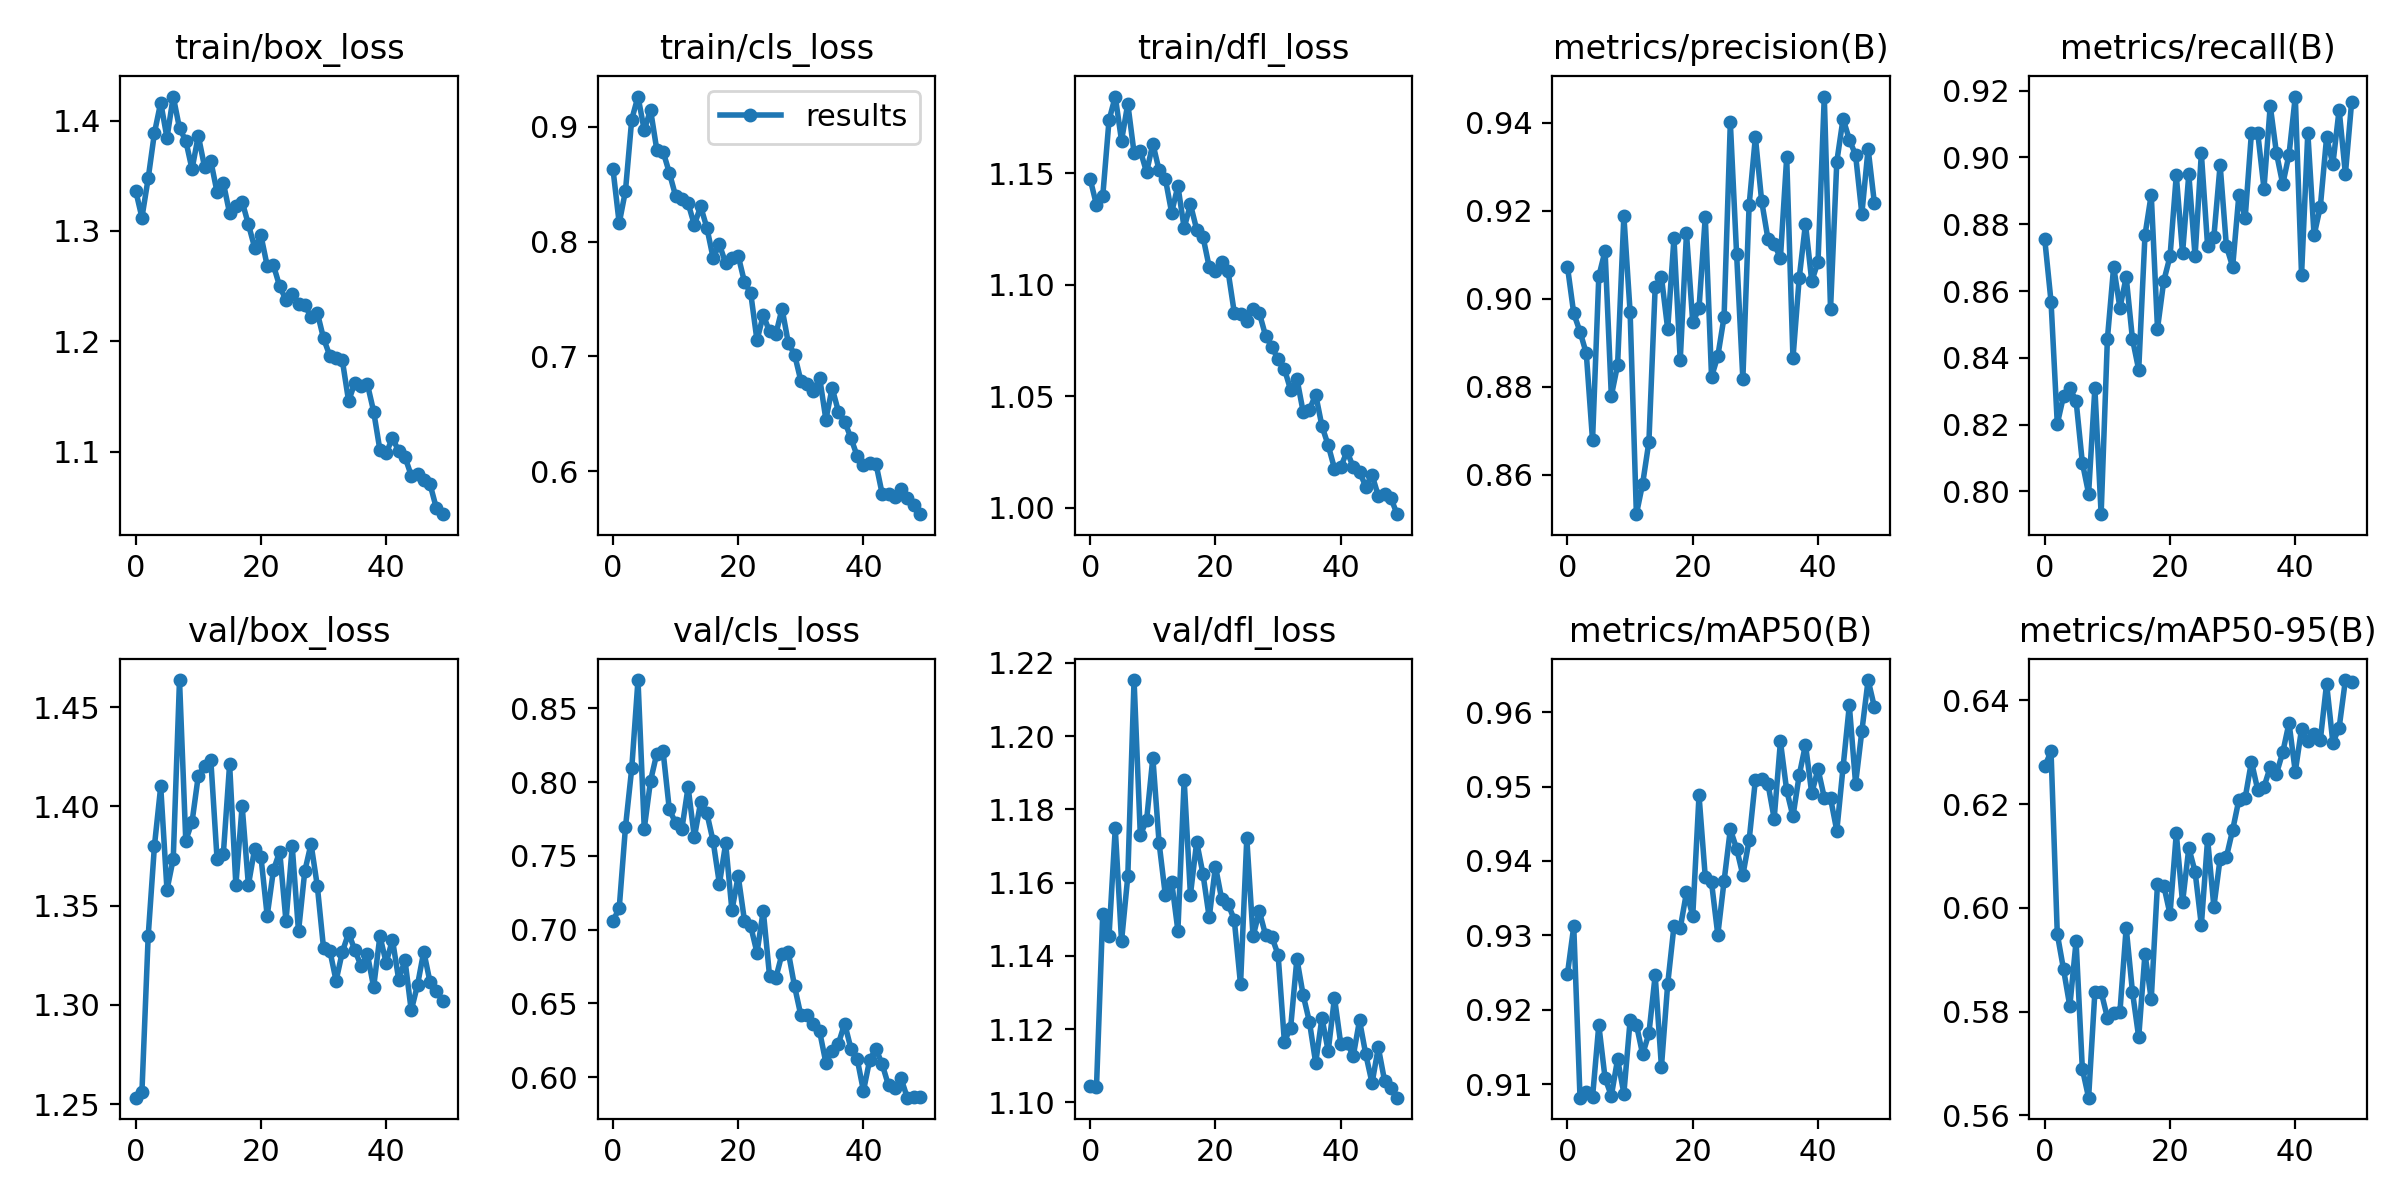 train/box_loss
train/cls_loss
train/dfl_loss
metrics/precision(B)
metrics/recall(B)
1.4
1.3
1.2
1.1
0 20 40
results
0.9
0.8
0.7
0.6
0 20 40
1.15
1.10
1.05
1.00
0 20 40
0.94
0.92
0.90
0.88
0.86
0 20 40
0.92
0.90
0.88
0.86
0.84
0.82
0.80
0 20 40
val/box_loss
val/cls_loss
val/dfl_loss
metrics/mAP50(B)
metrics/mAP50-95(B)
1.45
1.40
1.35
1.30
1.25
0 20 40
0.85
0.80
0.75
0.70
0.65
0.60
0 20 40
1.22
1.20
1.18
1.16
1.14
1.12
1.10
0 20 40
0.96
0.95
0.94
0.93
0.92
0.91
0 20 40
0.64
0.62
0.60
0.58
0.56
0 20 40